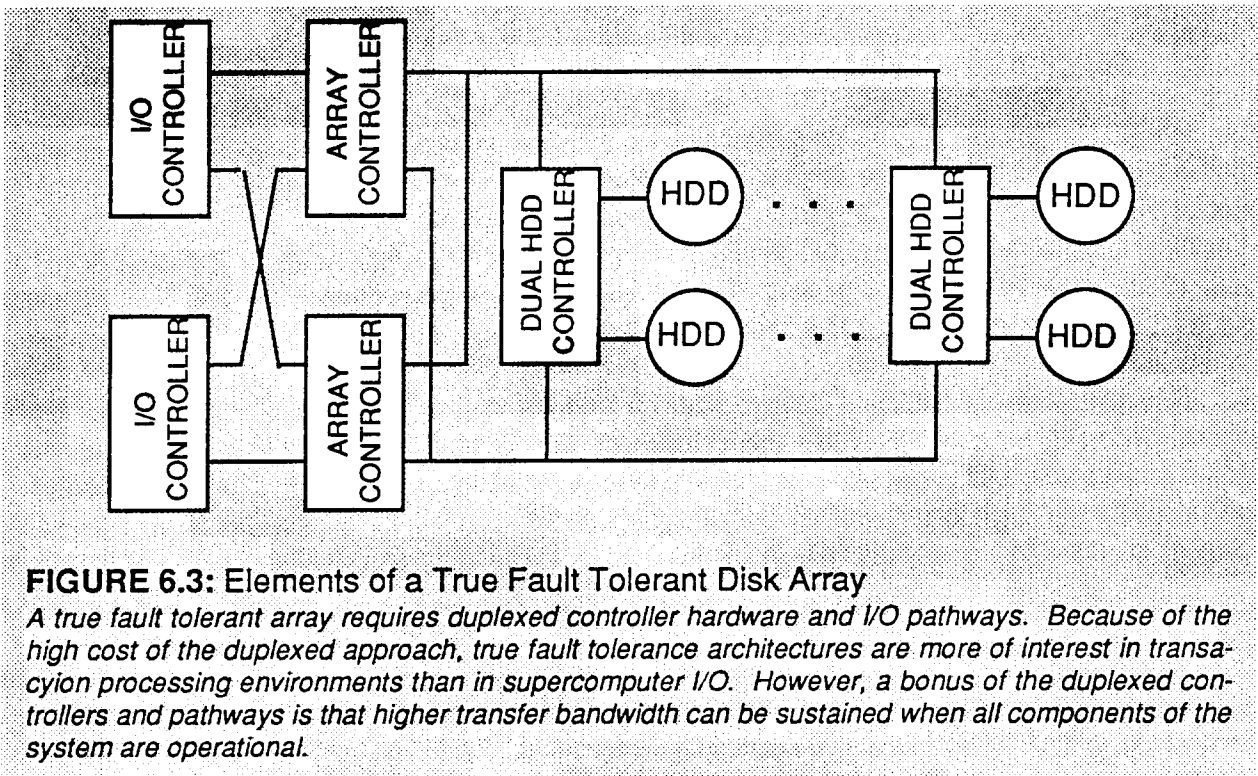 I/O
CONTROLLER
ARRAY
CONTROLLER
DUAL HDD
CONTROLLER
HDD
. . .
DUAL HDD
CONTROLLER
HDD
HDD
. . .
HDD
I/O
CONTROLLER
ARRAY
CONTROLLER
FIGURE 6.3: Elements of a True Fault Tolerant Disk Array
A true fault tolerant array requires duplexed controller hardware and I/O pathways. Because of the
high cost of the duplexed approach, true fault tolerance architectures are more of interest in transa-
cyion processing environments than in supercomputer I/O. However, a bonus of the duplexed con-
trollers and pathways is that higher transfer bandwidth can be sustained when all components of the
system are operational.